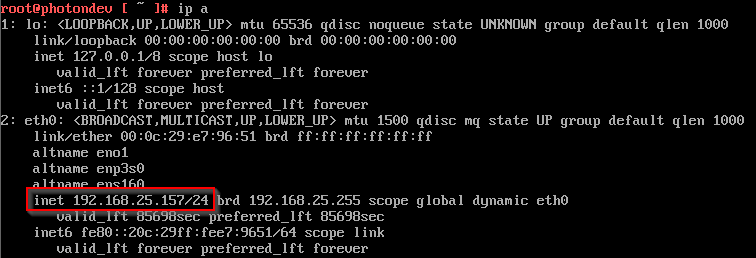 root@photondev [ ~ ]# ip a
1: lo: <LOOPBACK,UP,LOWER_UP> mtu 65536 qdisc noqueue state UNKNOWN group default qlen 1000
link/loopback 00:00:00:00:00:00 brd 00:00:00:00:00:00
inet 127.0.0.1/8 scope host lo
valid_lft forever preferred_lft forever
inet6 ::1/128 scope host
valid_lft forever preferred_lft forever
2: eth0: <BROADCAST,MULTICAST,UP,LOWER_UP> mtu 1500 qdisc mq state UP group default qlen 1000
link/ether 00:0c:29:e7:96:51 brd ff:ff:ff:ff:ff:ff
altname eno1
altname enp3s0
altname ens160
inet 192.168.25.157/24 brd 192.168.25.255 scope global dynamic eth0
valid_lft 85698sec preferred_lft 85698sec
inet6 fe80::20c:29ff:fee7:9651/64 scope link
valid_lft forever preferred_lft forever